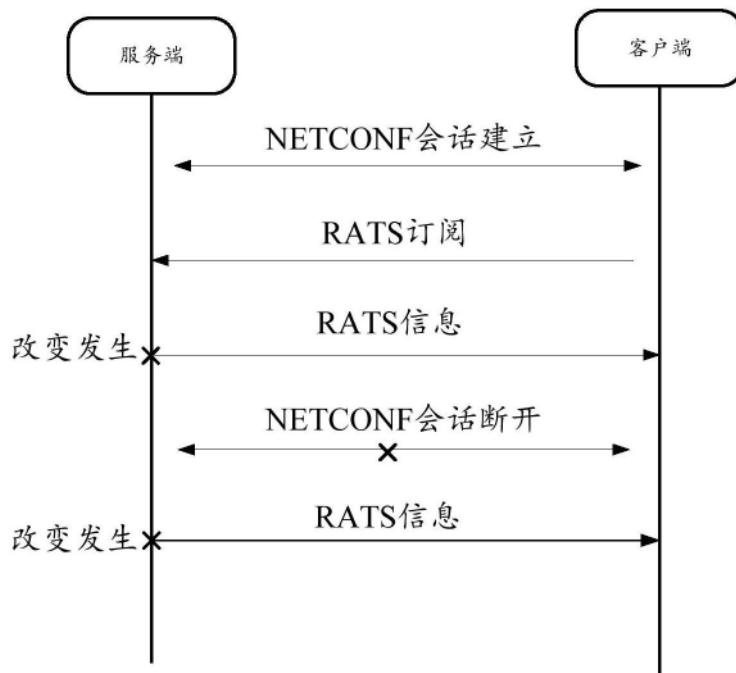 服务端
客户端
NETCONF会话建立
RATS订阅
RATS信息
改变发生
NETCONF会话断开
RATS信息
改变发生